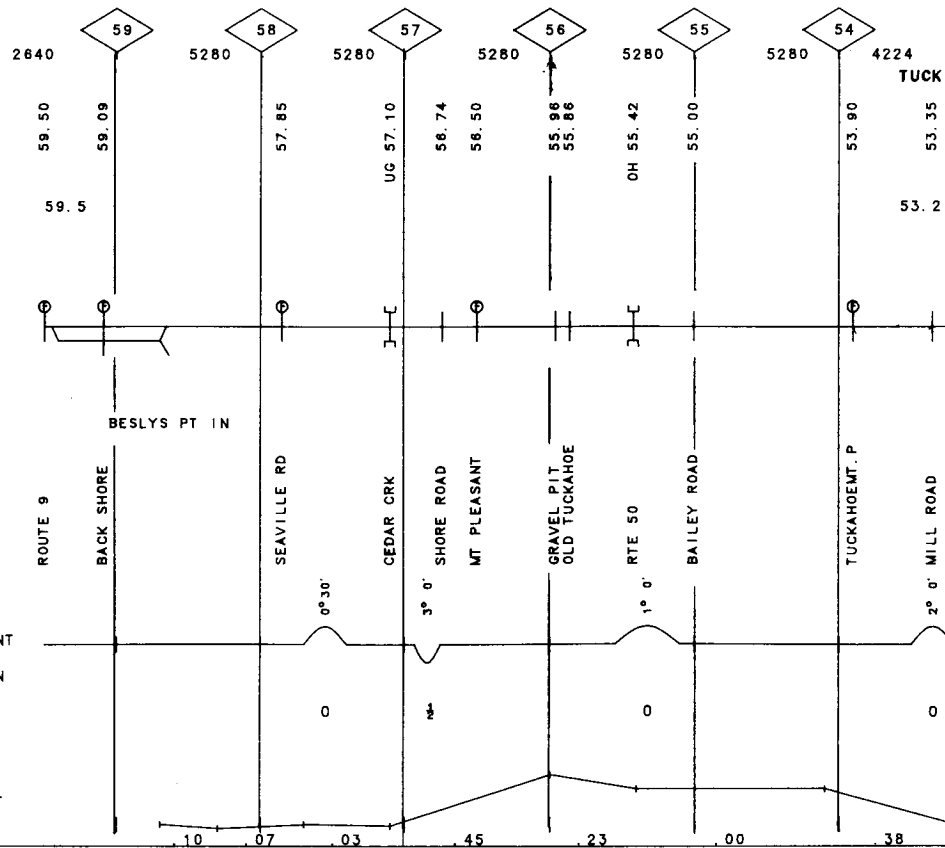 59 58 57 56 55 54
2640 5280 5280 5280 5280 5280 4224
TUCK
59.50 59.09 57.85 UG 57.10 56.74 56.50 55.96 55.86 OH 55.42 55.00 53.90 53.35
59.5 53.2
BESLYS PT IN
ROUTE 9
BACK SHORE
SEAVILLE RD
CEDAR CRK
SHORE ROAD
MT PLEASANT
GRAVEL PIT
OLD TUCKAHOE
RTE 50
BAILEY ROAD
TUCKAHOEMT.P
MILL ROAD
0°30' 3° 0' 1° 0' 2° 0'
NT
N
0 0 0
.10 .07 .03 .45 .23 .00 .38